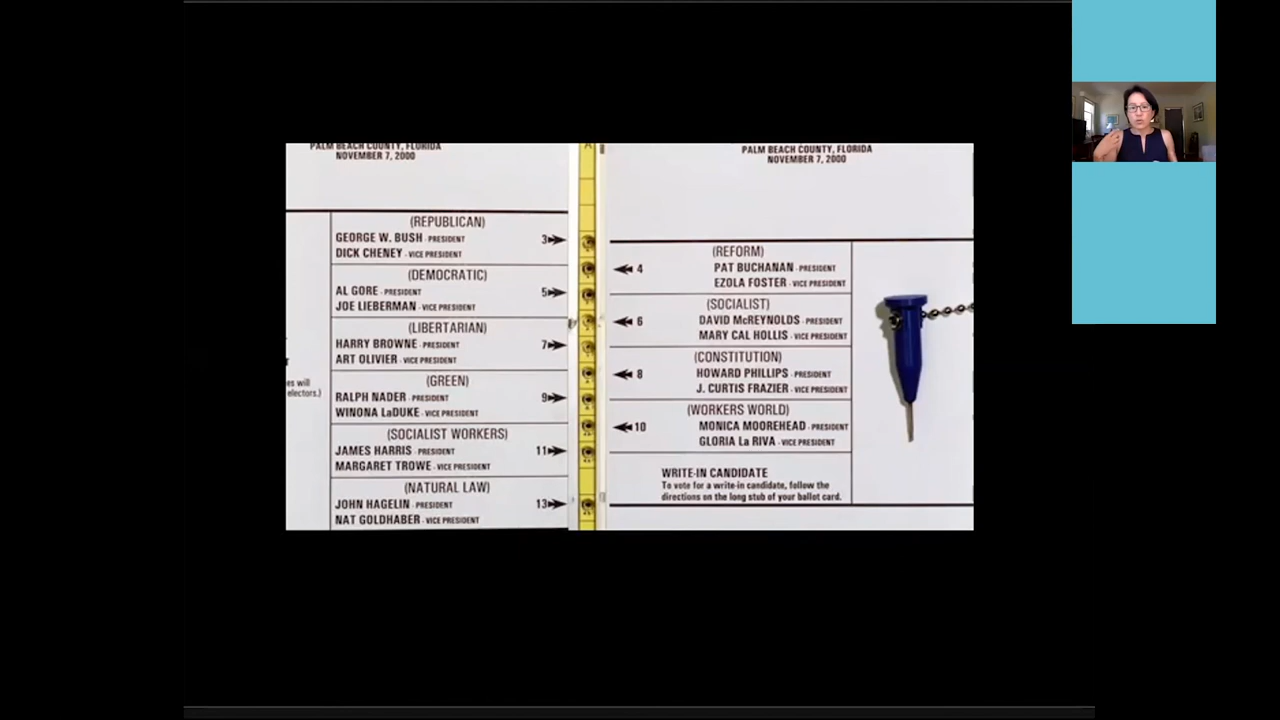 PALM BEACH COUNTY, FLORIDA
NOVEMBER 7, 2000
(REPUBLICAN)
GEORGE W. BUSH - PRESIDENT
DICK CHENEY - VICE PRESIDENT
3
(DEMOCRATIC)
AL GORE - PRESIDENT
JOE LIEBERMAN - VICE PRESIDENT
5
(LIBERTARIAN)
HARRY BROWNE - PRESIDENT
ART OLIVIER - VICE PRESIDENT
7
(GREEN)
RALPH NADER - PRESIDENT
WINONA LaDUKE - VICE PRESIDENT
9
(SOCIALIST WORKERS)
JAMES HARRIS - PRESIDENT
MARGARET TROWE - VICE PRESIDENT
11
(NATURAL LAW)
JOHN HAGELIN - PRESIDENT
NAT GOLDHABER - VICE PRESIDENT
13
es will
electors.)
A
PALM BEACH COUNTY, FLORIDA
NOVEMBER 7, 2000
(REFORM)
4
PAT BUCHANAN - PRESIDENT
EZOLA FOSTER - VICE PRESIDENT
(SOCIALIST)
6
DAVID McREYNOLDS - PRESIDENT
MARY CAL HOLLIS - VICE PRESIDENT
(CONSTITUTION)
8
HOWARD PHILLIPS - PRESIDENT
J. CURTIS FRAZIER - VICE PRESIDENT
(WORKERS WORLD)
10
MONICA MOOREHEAD - PRESIDENT
GLORIA La RIVA - VICE PRESIDENT
WRITE-IN CANDIDATE
To vote for a write-in candidate, follow the
directions on the long stub of your ballot card.